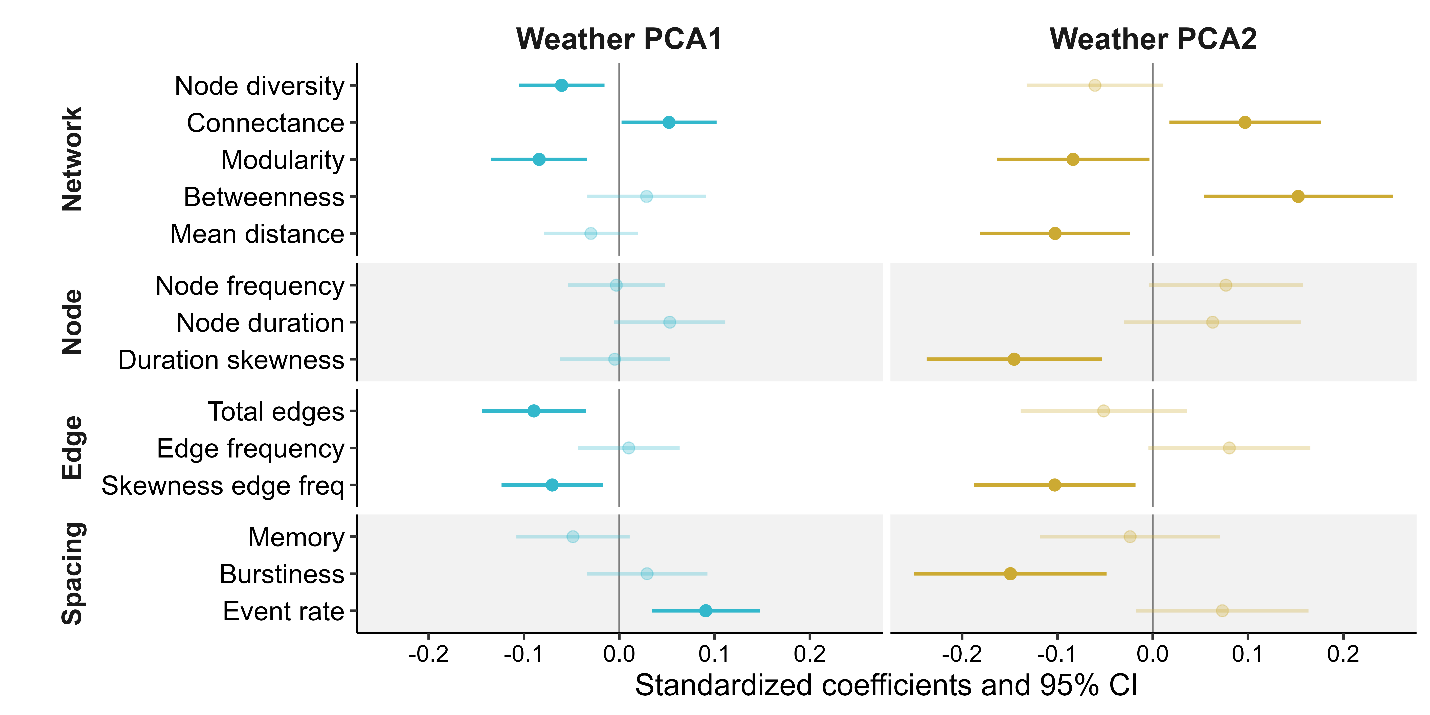 Weather PCA1
Weather PCA2
Network
Node diversity
Connectance
Modularity
Betweenness
Mean distance
Node
Node frequency
Node duration
Duration skewness
Edge
Total edges
Edge frequency
Skewness edge freq
Spacing
Memory
Burstiness
Event rate
-0.2 -0.1 0.0 0.1 0.2
-0.2 -0.1 0.0 0.1 0.2
Standardized coefficients and 95% CI